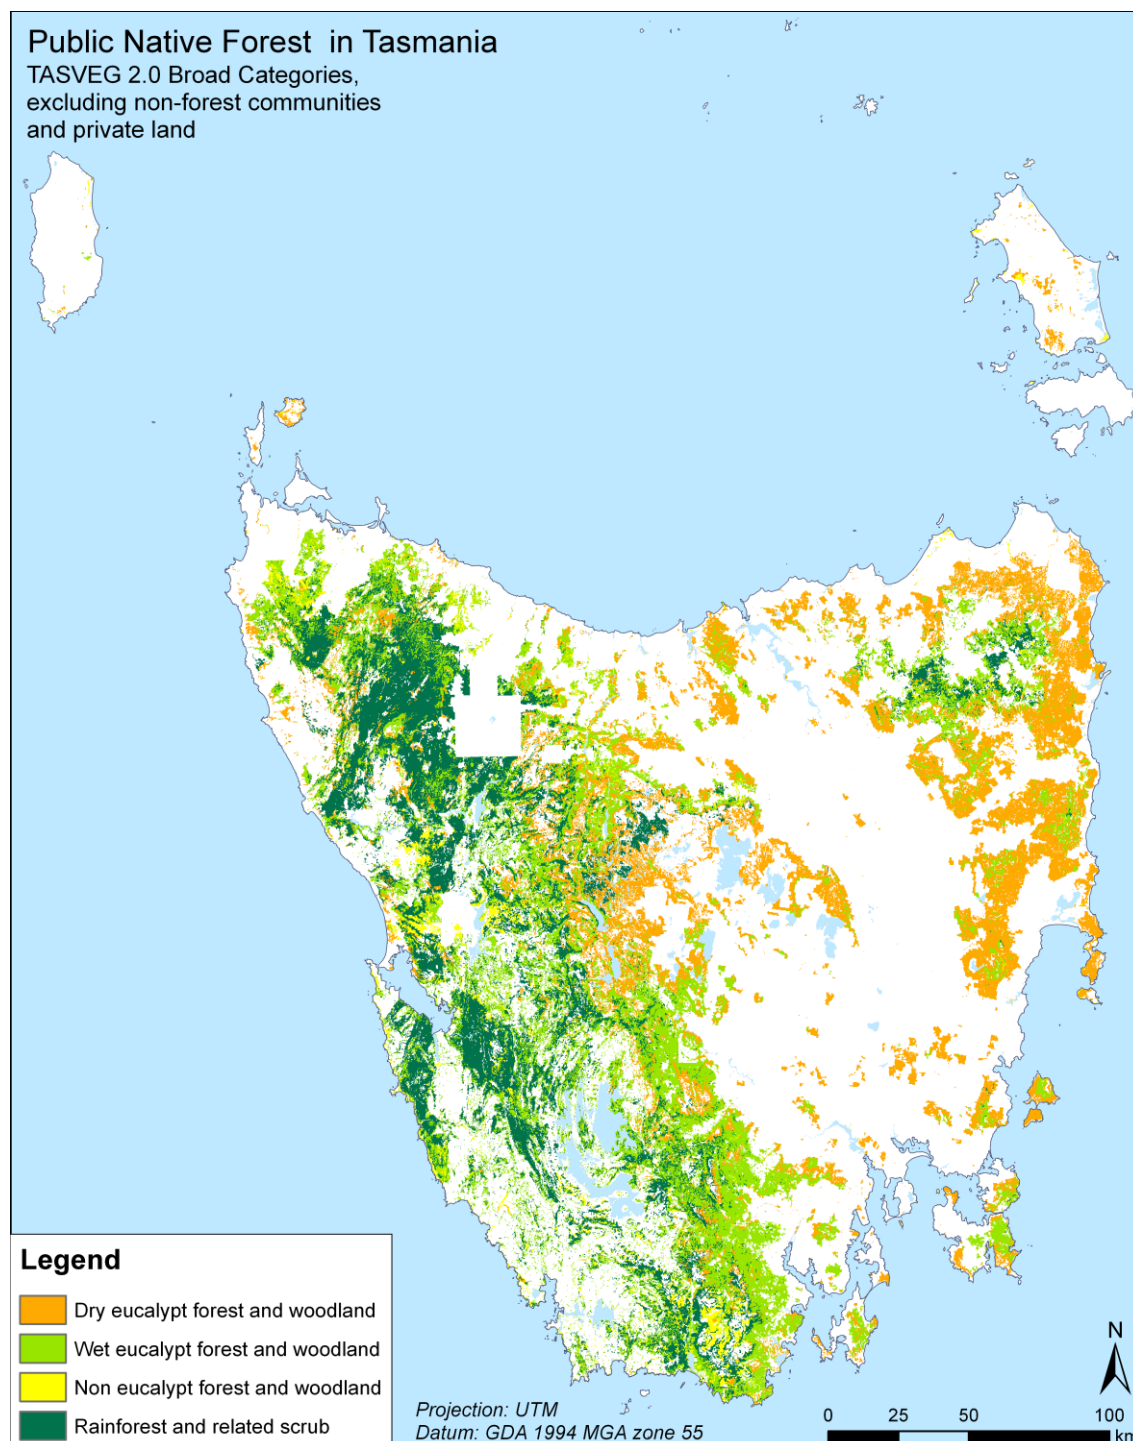 Public Native Forest  in Tasmania
TASVEG 2.0 Broad Categories,
excluding non-forest communities
and private land
Legend
Dry eucalypt forest and woodland
Wet eucalypt forest and woodland
Non eucalypt forest and woodland
Rainforest and related scrub
Projection: UTM
Datum: GDA 1994 MGA zone 55
N
0 25 50 100
km